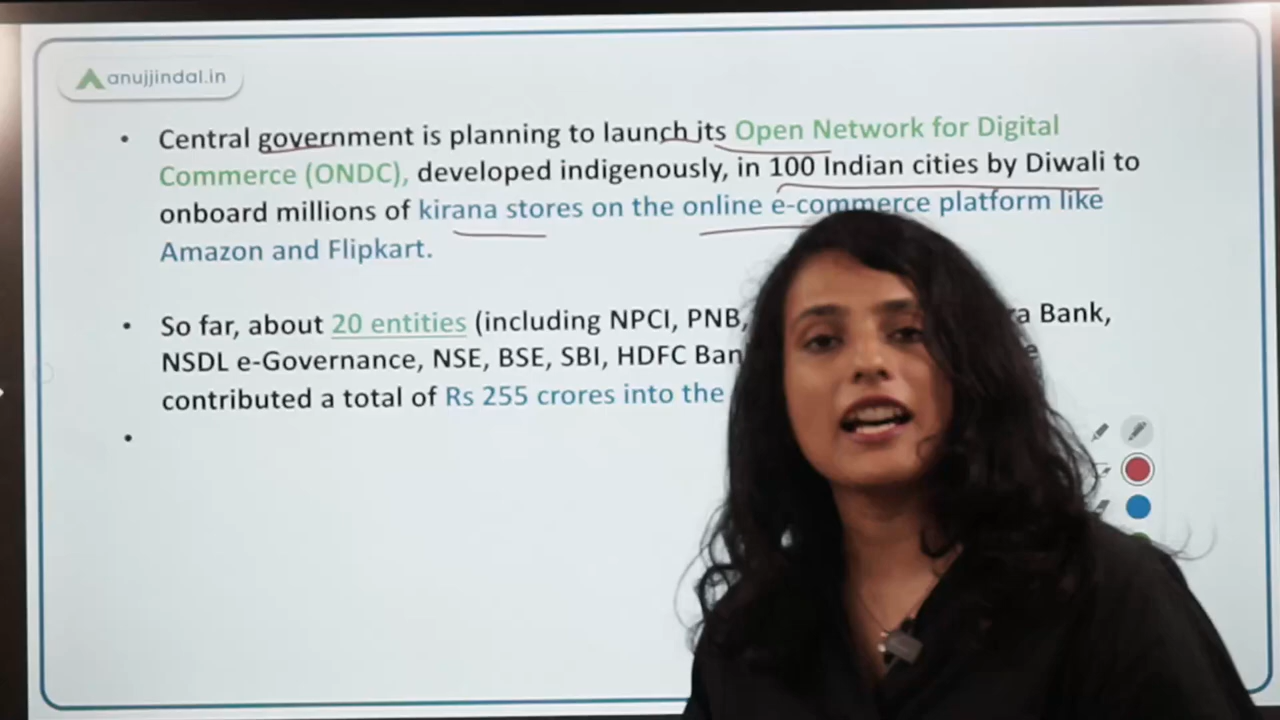 anujjindal.in
• Central government is planning to launch its Open Network for Digital
Commerce (ONDC), developed indigenously, in 100 Indian cities by Diwali to
onboard millions of kirana stores on the online e-commerce platform like
Amazon and Flipkart.
• So far, about 20 entities (including NPCI, PNB, Bank,
NSDL e-Governance, NSE, BSE, SBI, HDFC
contributed a total of Rs 255 crores into the
•